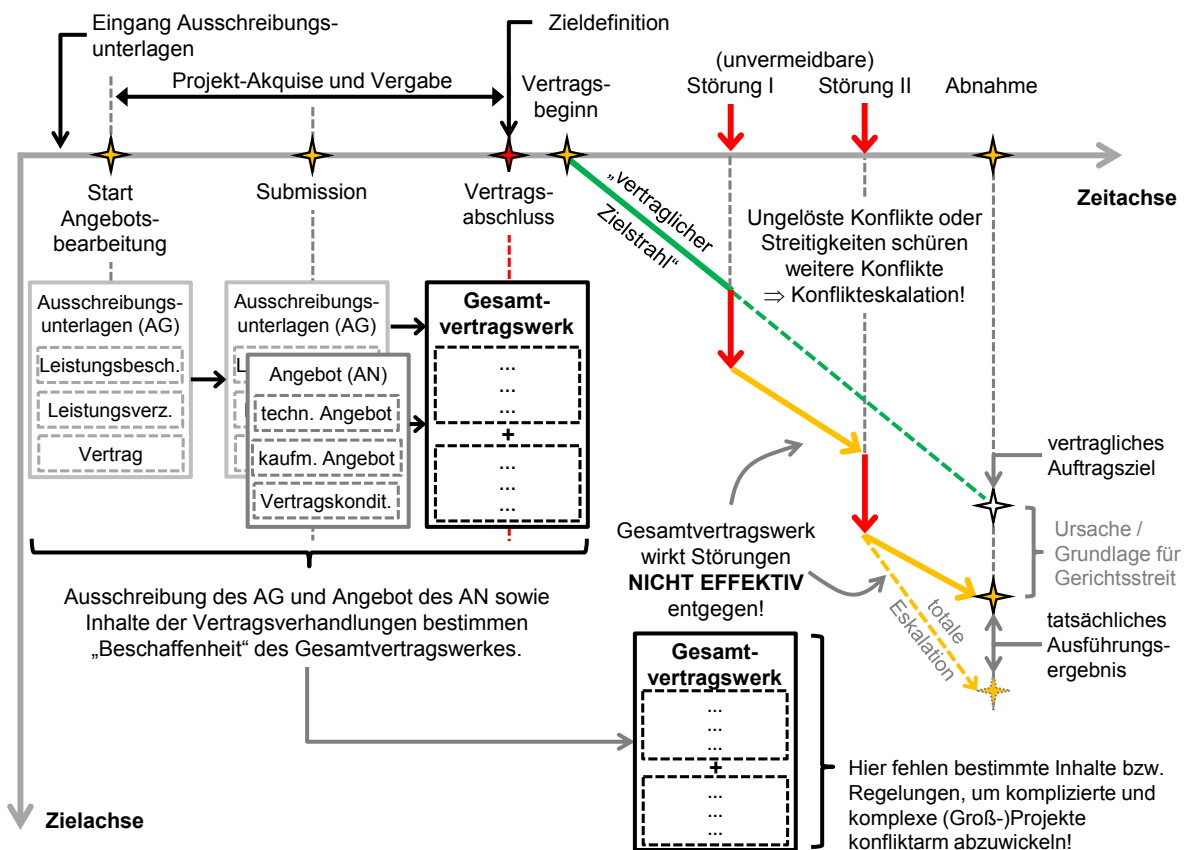 Eingang Ausschreibungs-
unterlagen
Zieldefinition
Projekt-Akquise und Vergabe
Vertrags-
beginn
(unvermeidbare)
Störung I
Störung II
Abnahme
Start
Angebots-
bearbeitung
Submission
Vertrags-
abschluss
Zeitachse
„vertraglicher
Zielstrahl“
Ungelöste Konflikte oder
Streitigkeiten schüren
weitere Konflikte
⇒ Konflikteskalation!
Ausschreibungs-
unterlagen (AG)
Leistungsbesch.
Leistungsverz.
Vertrag
Ausschreibungs-
unterlagen (AG)
L
Angebot (AN)
techn. Angebot
kaufm. Angebot
Vertragskondit.
Gesamt-
vertragswerk
...
...
...
+
...
...
...
vertragliches
Auftragsziel
Ursache /
Grundlage für
Gerichtsstreit
Gesamtvertragswerk
wirkt Störungen
NICHT EFFEKTIV
entgegen!
totale
Eskalation
tatsächliches
Ausführungs-
ergebnis
Ausschreibung des AG und Angebot des AN sowie
Inhalte der Vertragsverhandlungen bestimmen
„Beschaffenheit“ des Gesamtvertragswerkes.
Gesamt-
vertragswerk
...
...
...
+
...
...
...
Hier fehlen bestimmte Inhalte bzw.
Regelungen, um komplizierte und
komplexe (Groß-)Projekte
konfliktarm abzuwickeln!
Zielachse